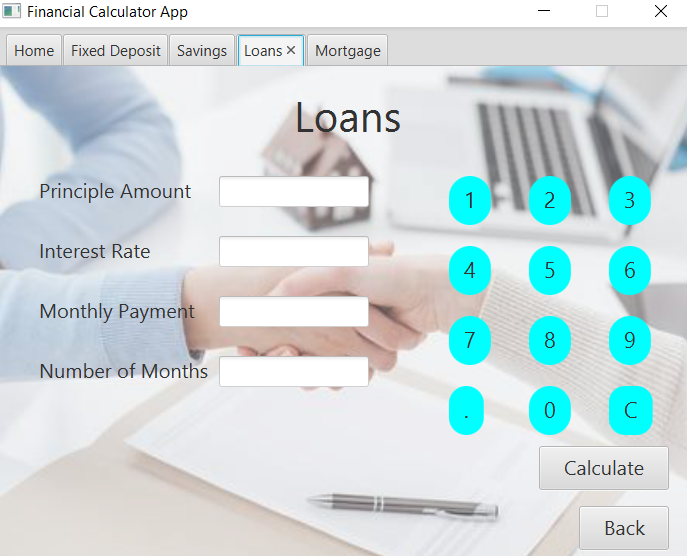 Financial Calculator App
Home Fixed Deposit Savings Loans Mortgage
Loans
Principle Amount
1 2 3
Interest Rate
4 5 6
Monthly Payment
7 8 9
Number of Months
. 0 C
Calculate
Back